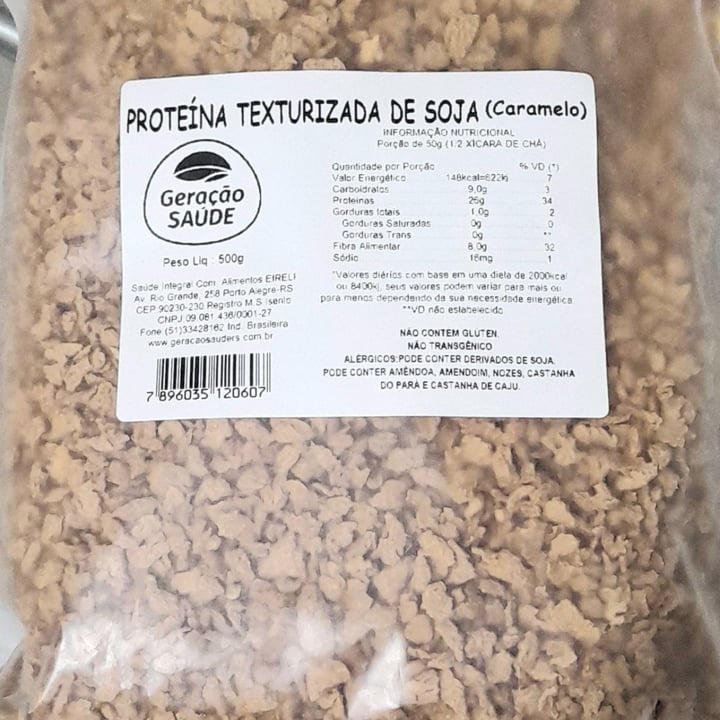 PROTEÍNA TEXTURIZADA DE SOJA (Caramelo)
INFORMAÇÃO NUTRICIONAL
Porção de 50g (1/2 XÍCARA DE CHÁ)
Quantidade por Porção % VD (*)
Valor Energético 148kcal=622kj 7
Carboidratos 9,0g 3
Proteínas 26g 34
Gorduras totais 1,0g 2
Gorduras Saturadas 0g 0
Gorduras Trans 0g **
Fibra Alimentar 8,0g 32
Sódio 18mg 1
*Valores diários com base em uma dieta de 2000kcal
ou 8400kj, seus valores podem variar para mais ou
para menos dependendo da sua necessidade energética
**VD não estabelecido
NÃO CONTEM GLÚTEN.
NÃO TRANSGÊNICO
ALÉRGICOS:PODE CONTER DERIVADOS DE SOJA.
PODE CONTER AMÊNDOA, AMENDOIM, NOZES, CASTANHA
DO PARÁ E CASTANHA DE CAJU.
Geração
SAÚDE
Peso Liq : 500g
Saúde Integral Com. Alimentos EIRELI
Av. Rio Grande, 258 Porto Alegre-RS
CEP 90230-230 Registro M.S. Isento
CNPJ 09.081.436/0001-27
Fone (51)33428162 Ind. Brasileira
www.geracaosauders.com.br
7 896035 120607